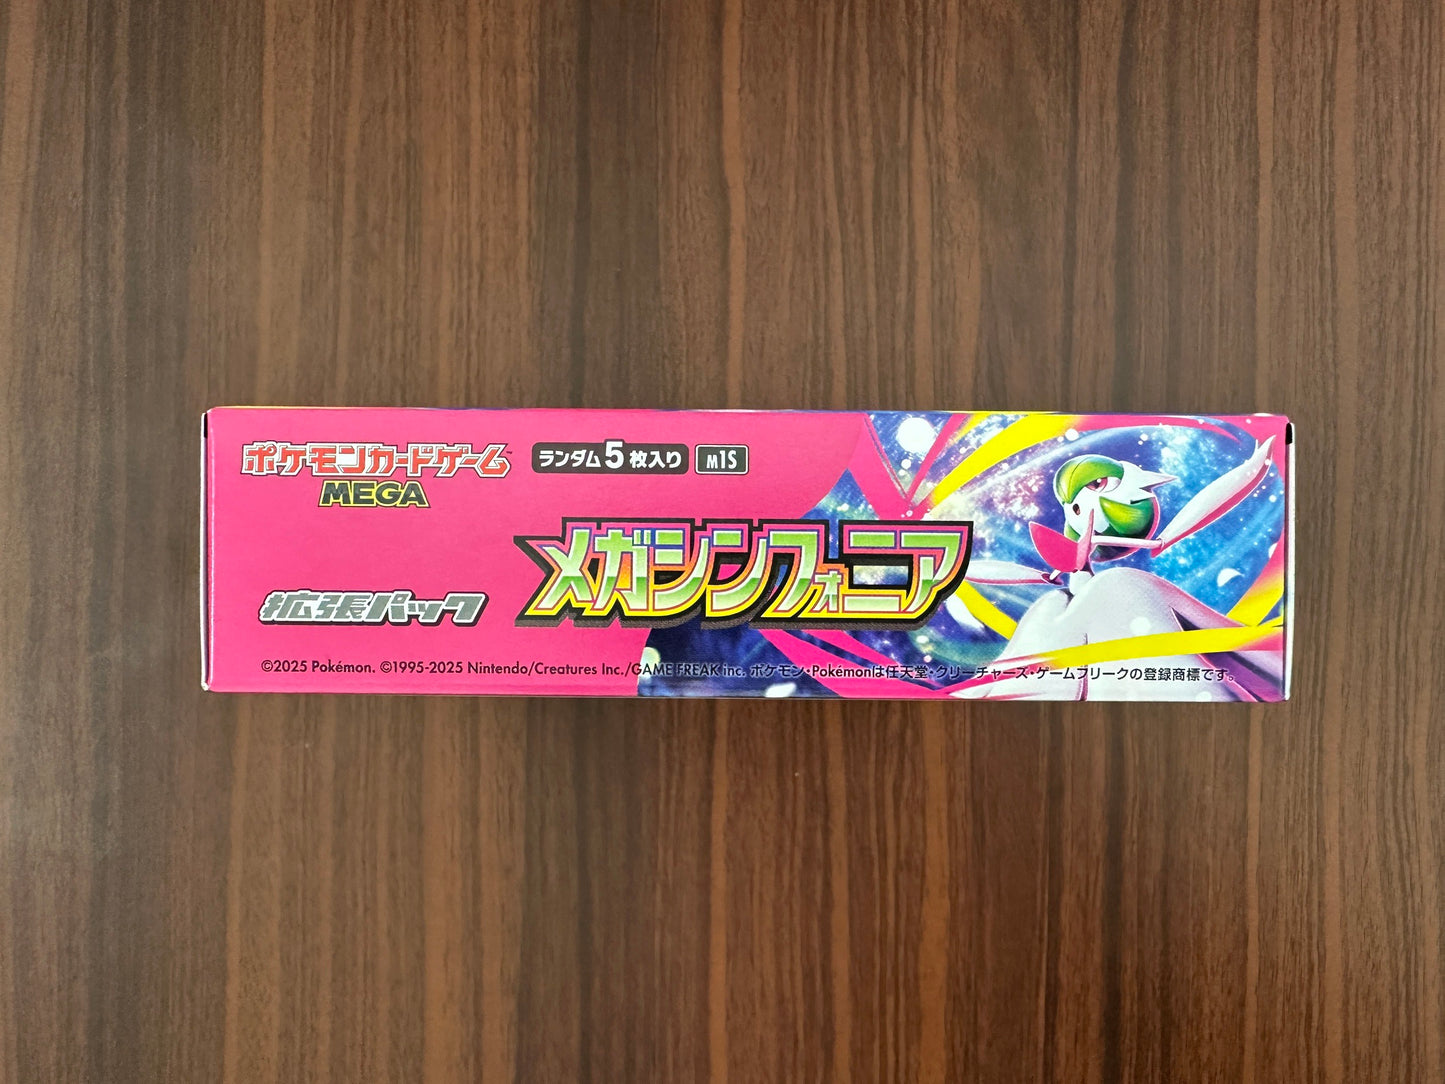 ポケモンカードゲーム™
MEGA
ランダム5枚入り
M1S
メガシンフォニア
拡張パック
©2025 Pokémon. ©1995-2025 Nintendo/Creatures Inc./GAME FREAK inc. ポケモン・Pokémonは任天堂・クリーチャーズ・ゲームフリークの登録商標です。